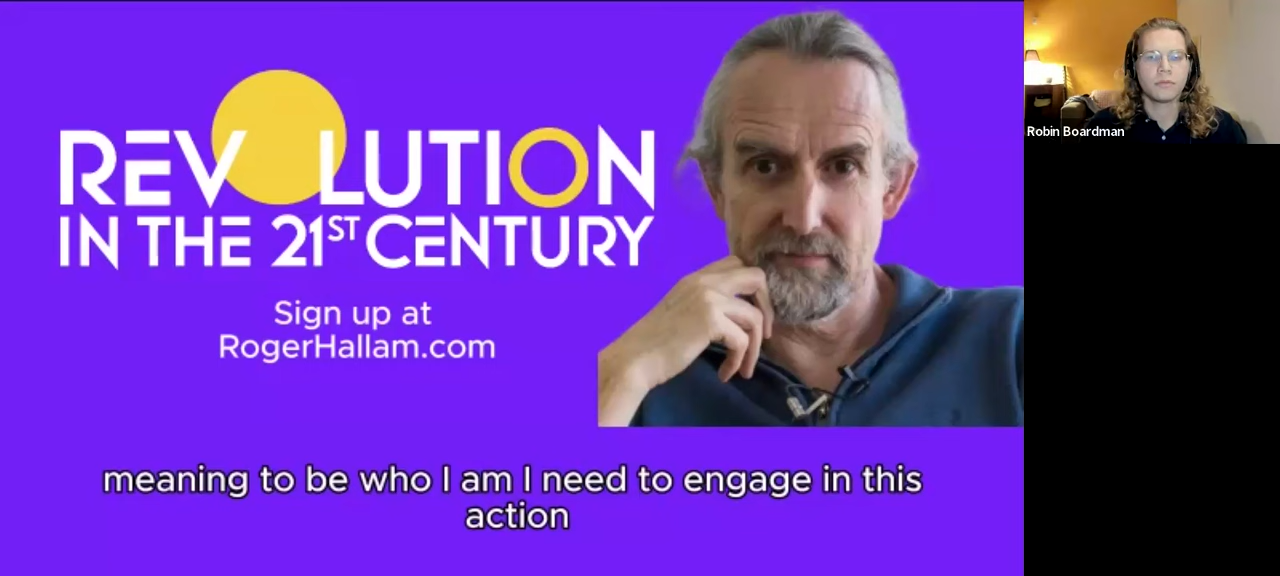 REVOLUTION
IN THE 21ST CENTURY
Sign up at
RogerHallam.com
meaning to be who I am I need to engage in this
action
Robin Boardman